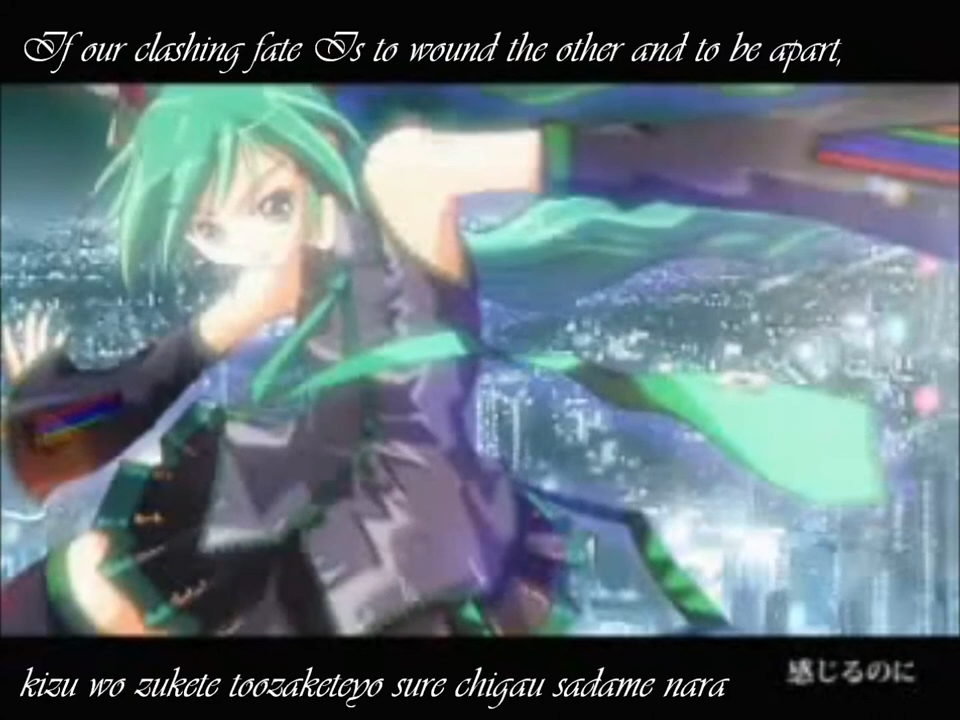 If our clashing fate Is to wound the other and to be apart,
kizu wo zukete toozaketeyo sure chigau sadame nara
感じるのに